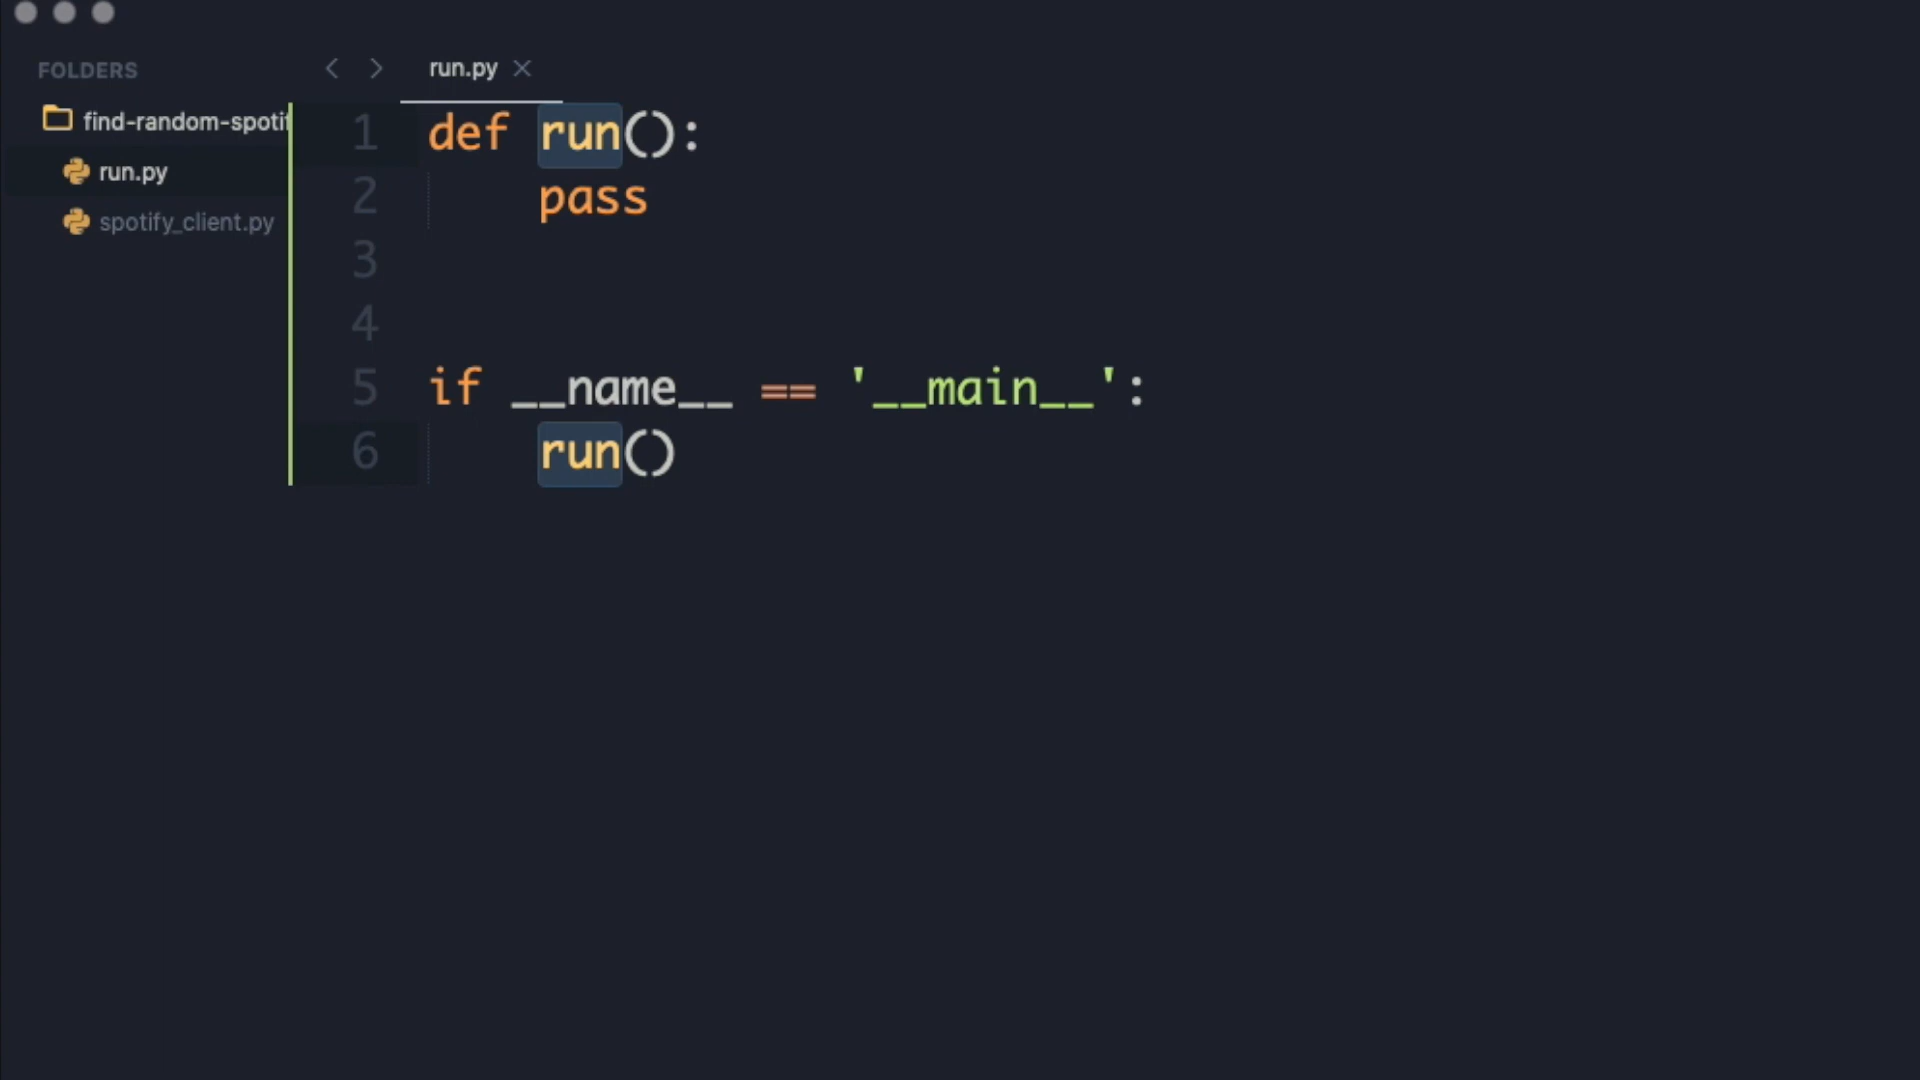 FOLDERS
find-random-spotif
run.py
spotify_client.py
run.py
1 def run():
2     pass
3
4
5 if __name__ == '__main__':
6     run()